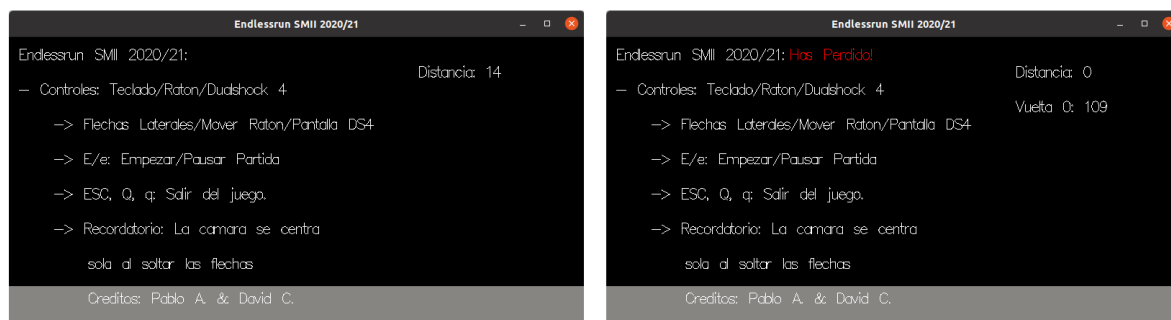 Endlessrun SMII 2020/21
Endlessrun SMII 2020/21:
Distancia: 14
— Controles: Teclado/Raton/Dualshock 4
—> Flechas Laterales/Mover Raton/Pantalla DS4
—> E/e: Empezar/Pausar Partida
—> ESC, Q, q: Salir del juego.
—> Recordatorio: La camara se centra
sola al soltar las flechas
Creditos: Pablo A. & David C.
Endlessrun SMII 2020/21
Endlessrun SMII 2020/21: Has Perdido!
Distancia: 0
— Controles: Teclado/Raton/Dualshock 4
Vuelta 0: 109
—> Flechas Laterales/Mover Raton/Pantalla DS4
—> E/e: Empezar/Pausar Partida
—> ESC, Q, q: Salir del juego.
—> Recordatorio: La camara se centra
sola al soltar las flechas
Creditos: Pablo A. & David C.